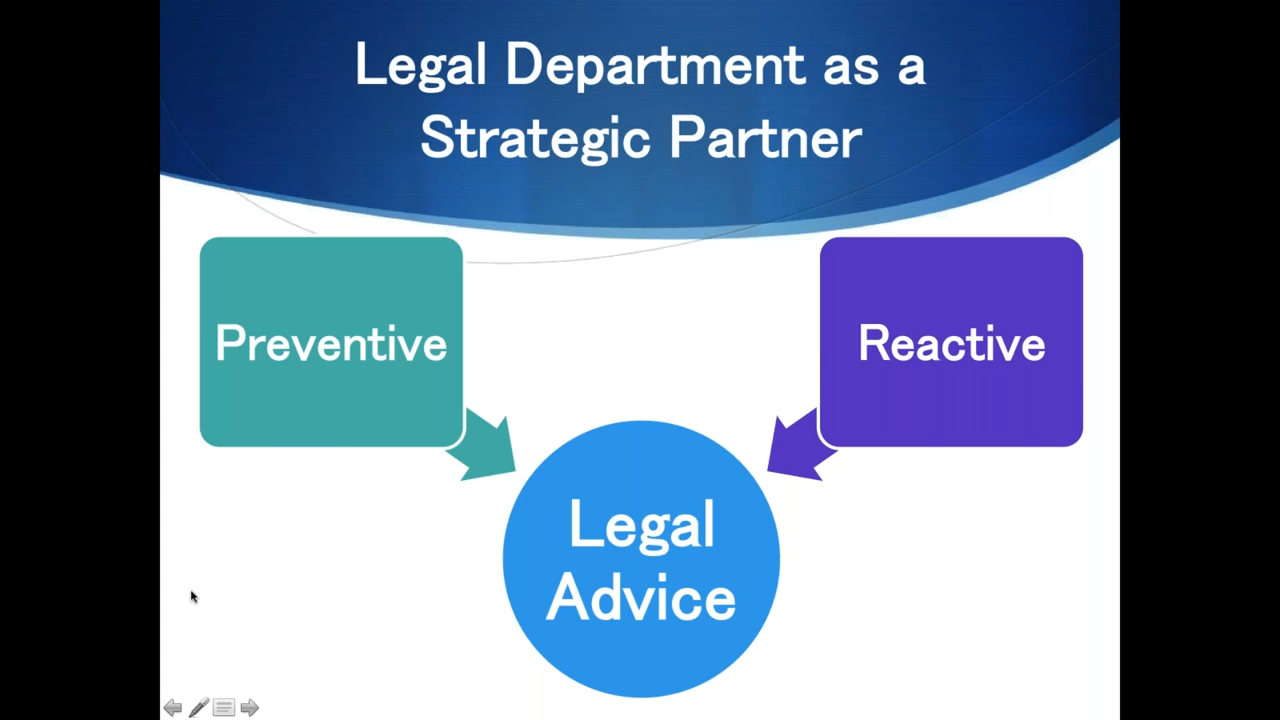 Legal Department as a
Strategic Partner
Preventive
Reactive
Legal
Advice